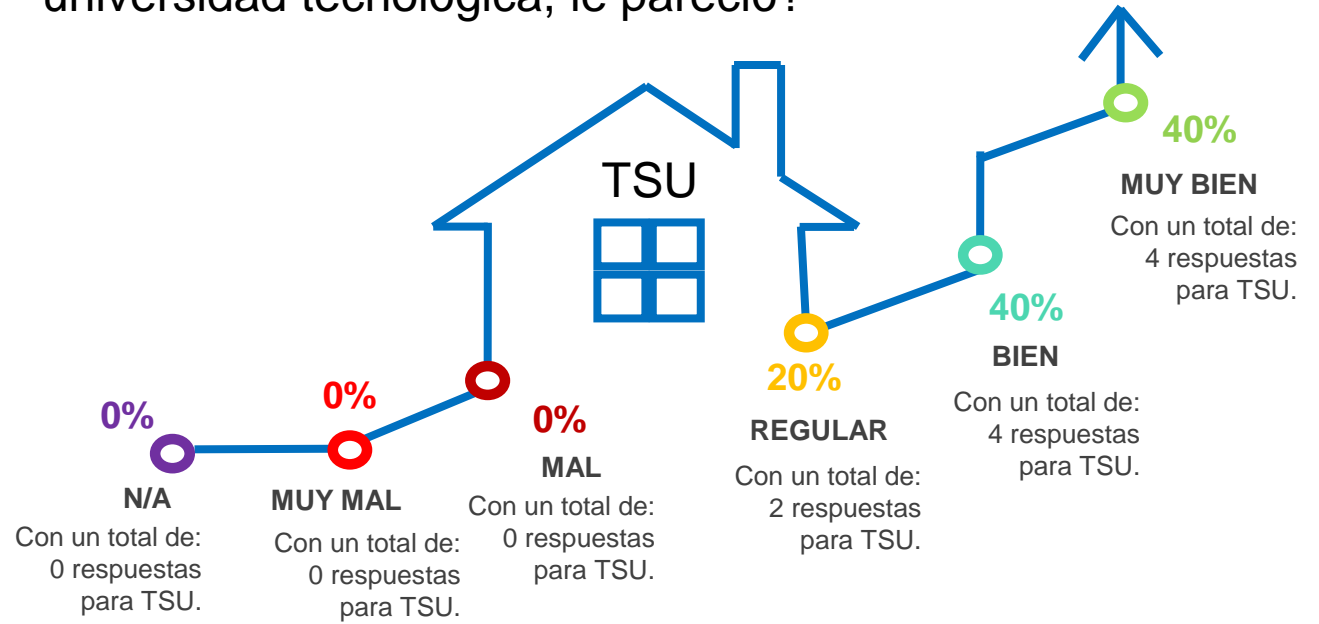 universidad tecnológica, le pareció?
TSU
0%
N/A
Con un total de:
0 respuestas
para TSU.
0%
MUY MAL
Con un total de:
0 respuestas
para TSU.
0%
MAL
Con un total de:
0 respuestas
para TSU.
20%
REGULAR
Con un total de:
2 respuestas
para TSU.
40%
BIEN
Con un total de:
4 respuestas
para TSU.
40%
MUY BIEN
Con un total de:
4 respuestas
para TSU.